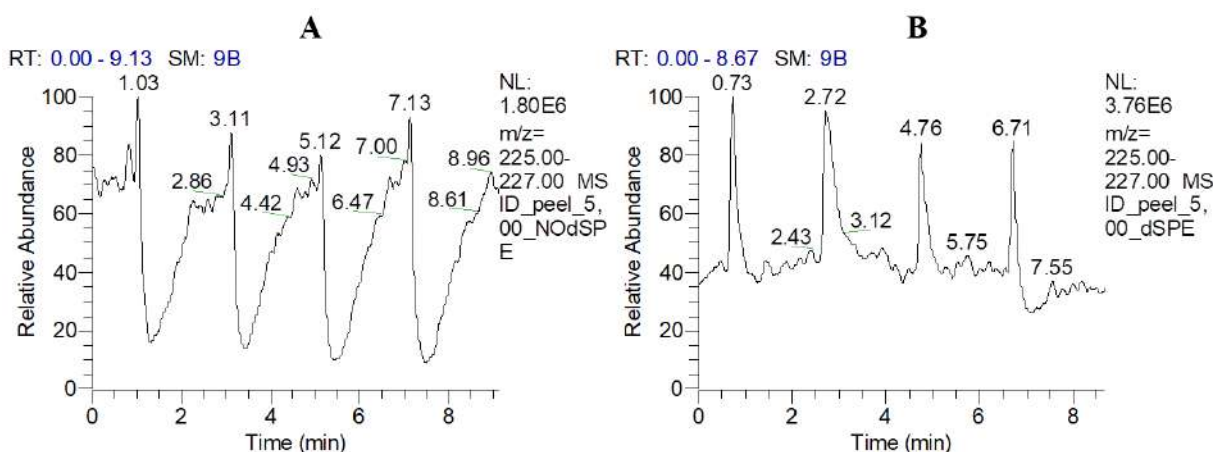 A
RT: 0.00 - 9.13 SM: 9B
1.03
3.11
7.13
5.12
7.00
4.93
8.96
2.86
4.42
6.47
8.61
100
80
60
40
20
0
Relative Abundance
0 2 4 6 8
Time (min)
NL:
1.80E6
m/z=
225.00-
227.00 MS
ID_peel_5,
00_NOdSP
E
B
RT: 0.00 - 8.67 SM: 9B
0.73
2.72
4.76
6.71
3.12
2.43
5.75
7.55
100
80
60
40
20
0
Relative Abundance
0 2 4 6 8
Time (min)
NL:
3.76E6
m/z=
225.00-
227.00 MS
ID_peel_5,
00_dSPE